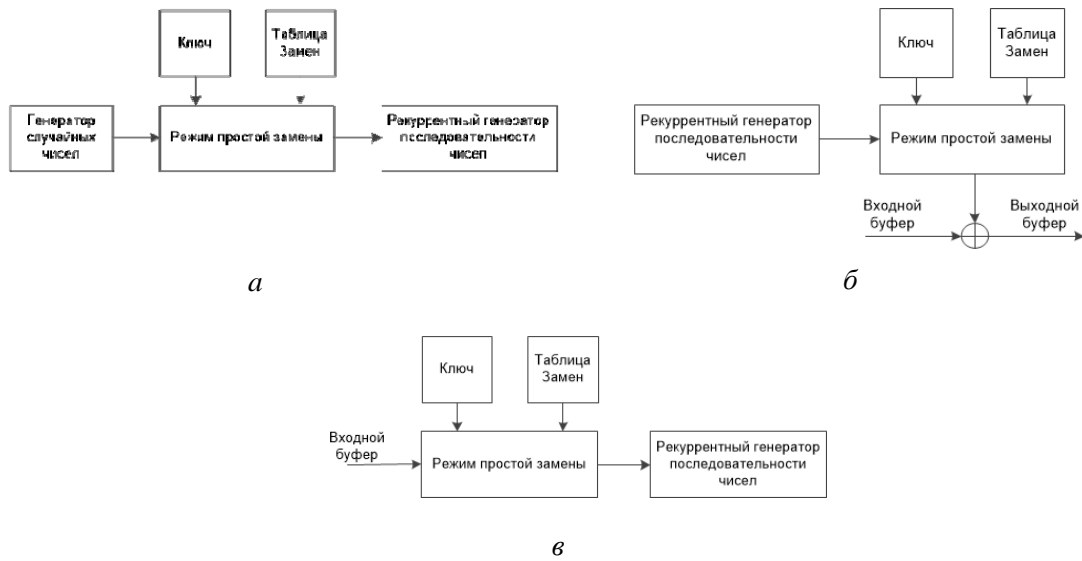 Ключ
Таблица
Замен
Генератор
случайных
чисел
Режим простой замены
Рекуррентный генератор
последовательности
чисел
а
Ключ
Таблица
Замен
Рекуррентный генератор
последовательности
чисел
Режим простой замены
Входной
буфер
Выходной
буфер
б
Ключ
Таблица
Замен
Входной
буфер
Режим простой замены
Рекуррентный генератор
последовательности
чисел
в